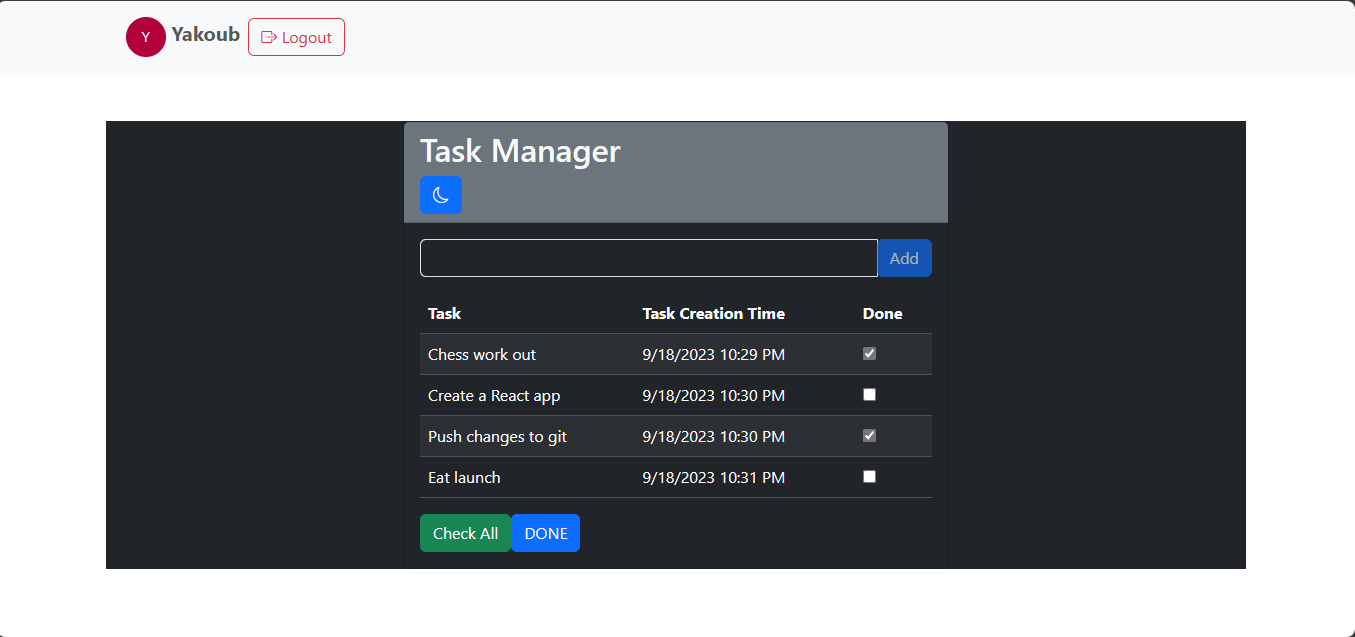 Y Yakoub Logout
Task Manager
Add
Task Task Creation Time Done
Chess work out 9/18/2023 10:29 PM
Create a React app 9/18/2023 10:30 PM
Push changes to git 9/18/2023 10:30 PM
Eat launch 9/18/2023 10:31 PM
Check All DONE